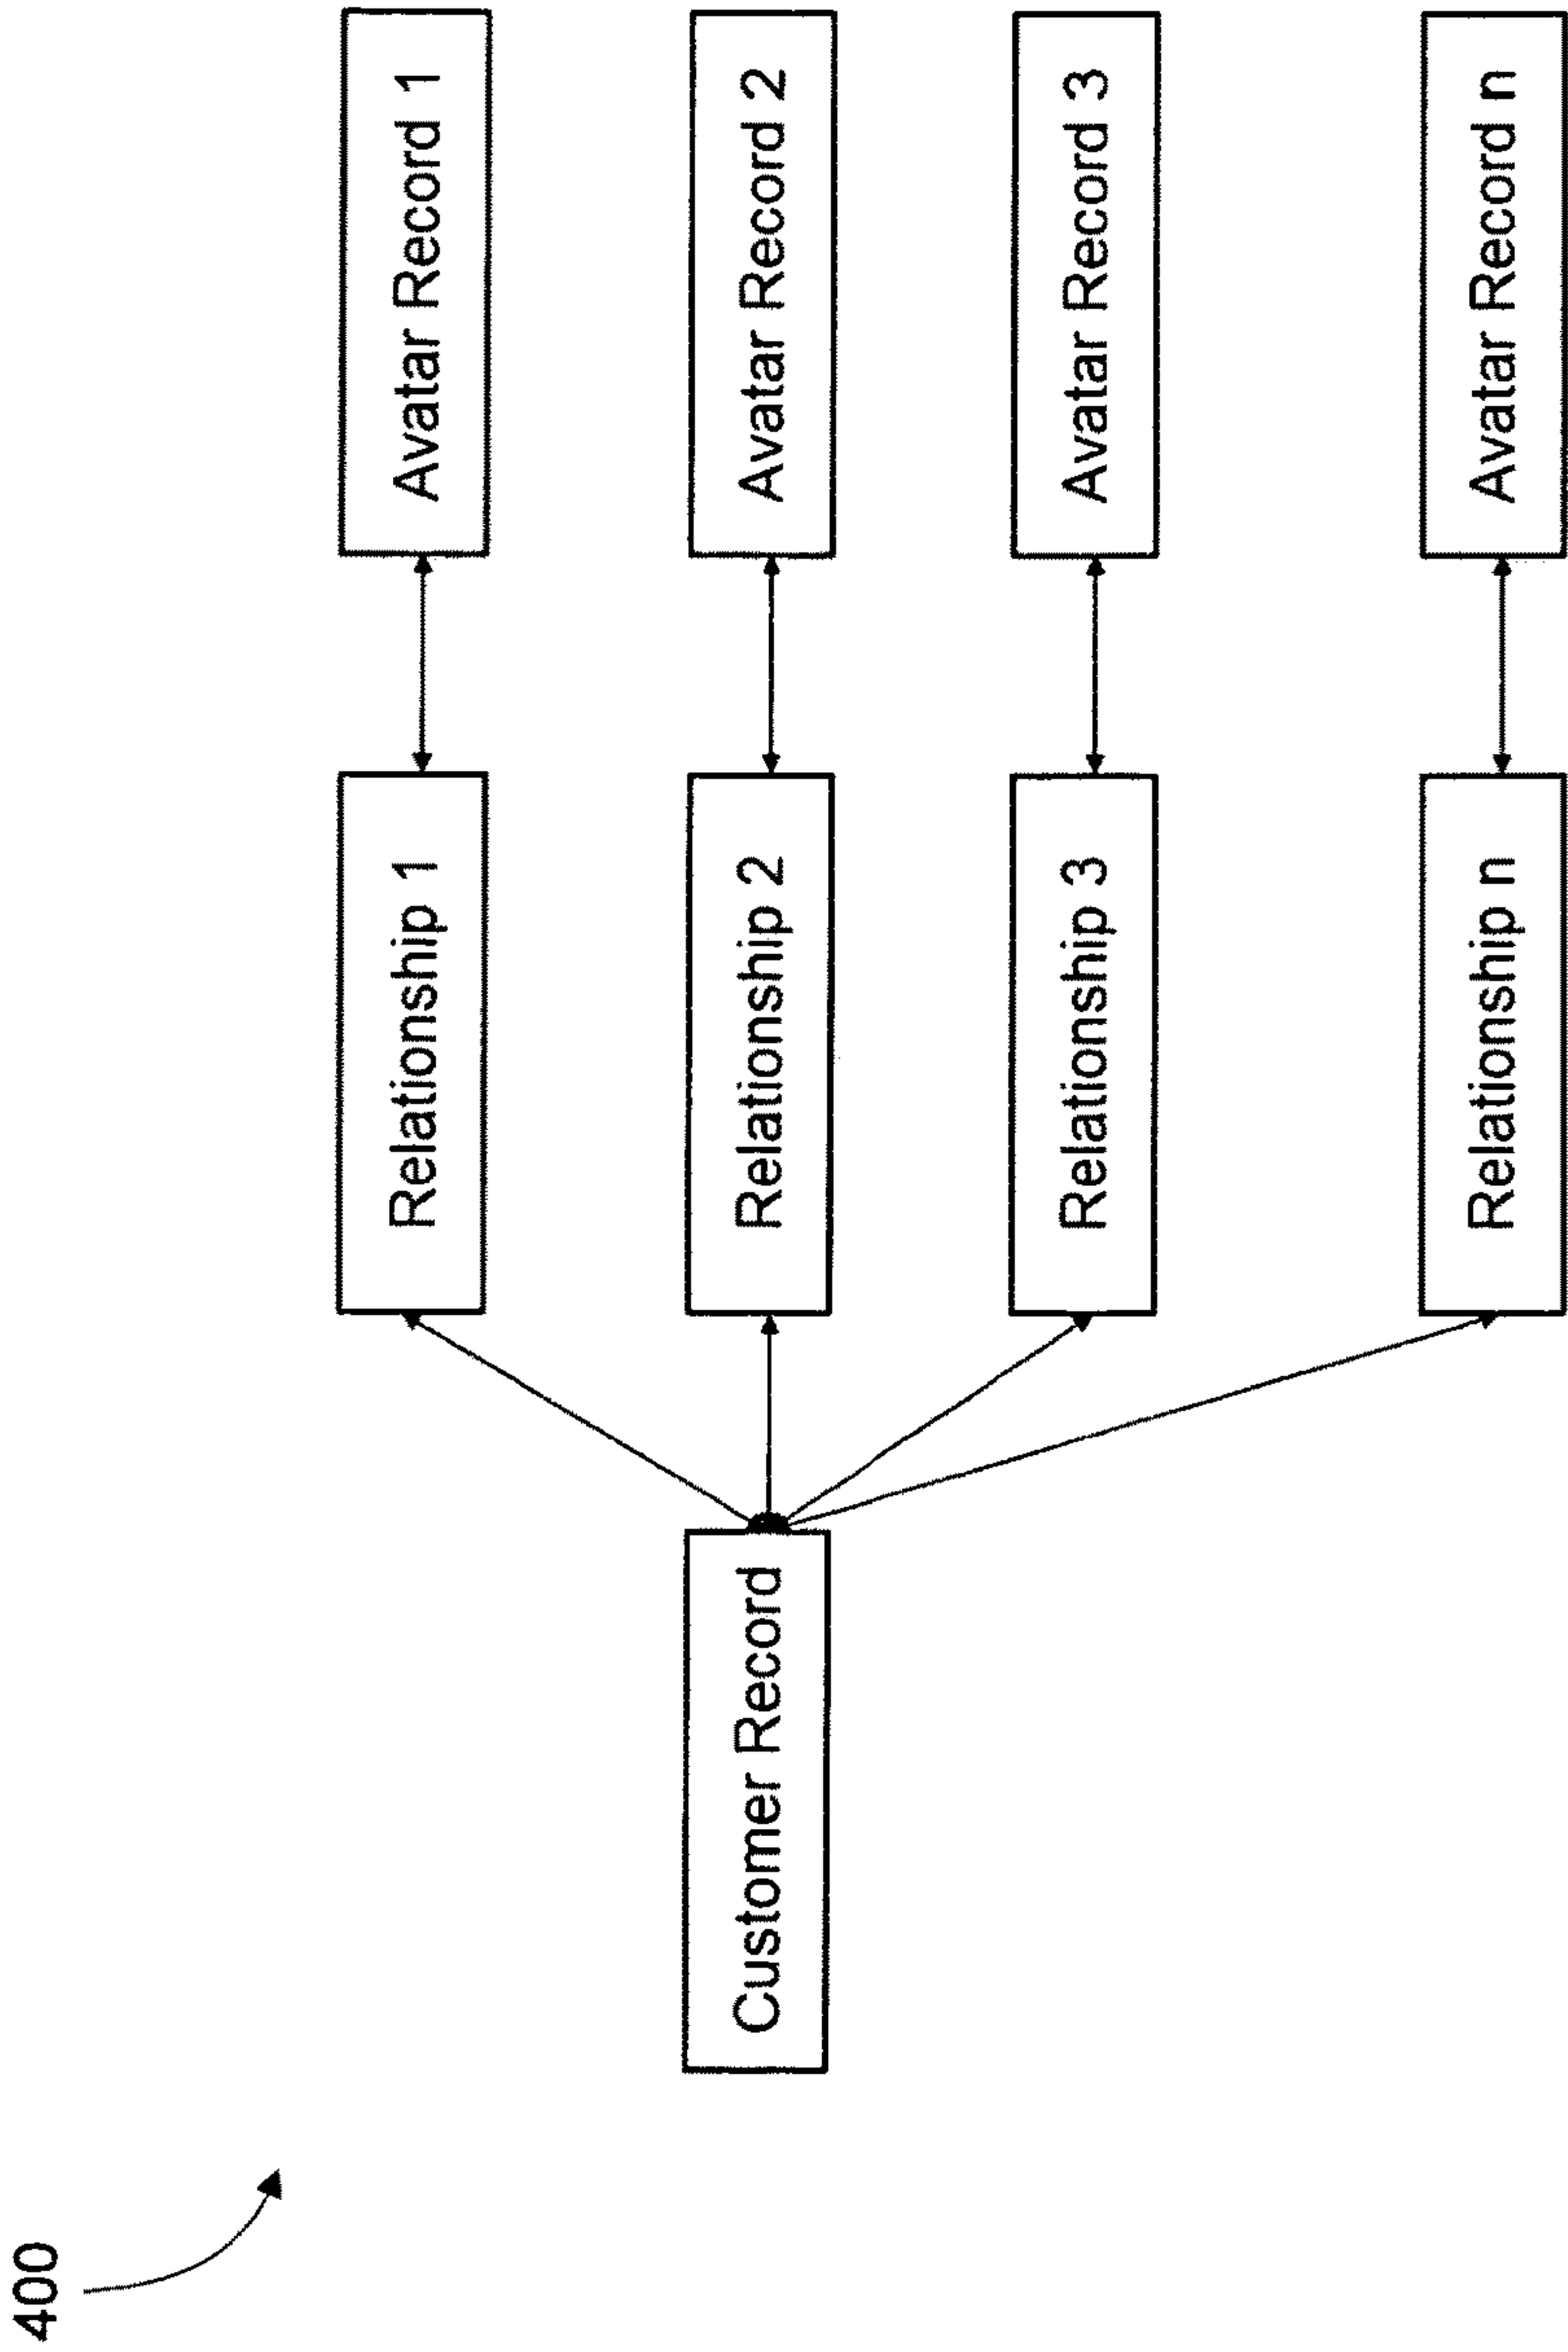 400
Customer Record
Relationship 1
Relationship 2
Relationship 3
Relationship n
Avatar Record 1
Avatar Record 2
Avatar Record 3
Avatar Record n